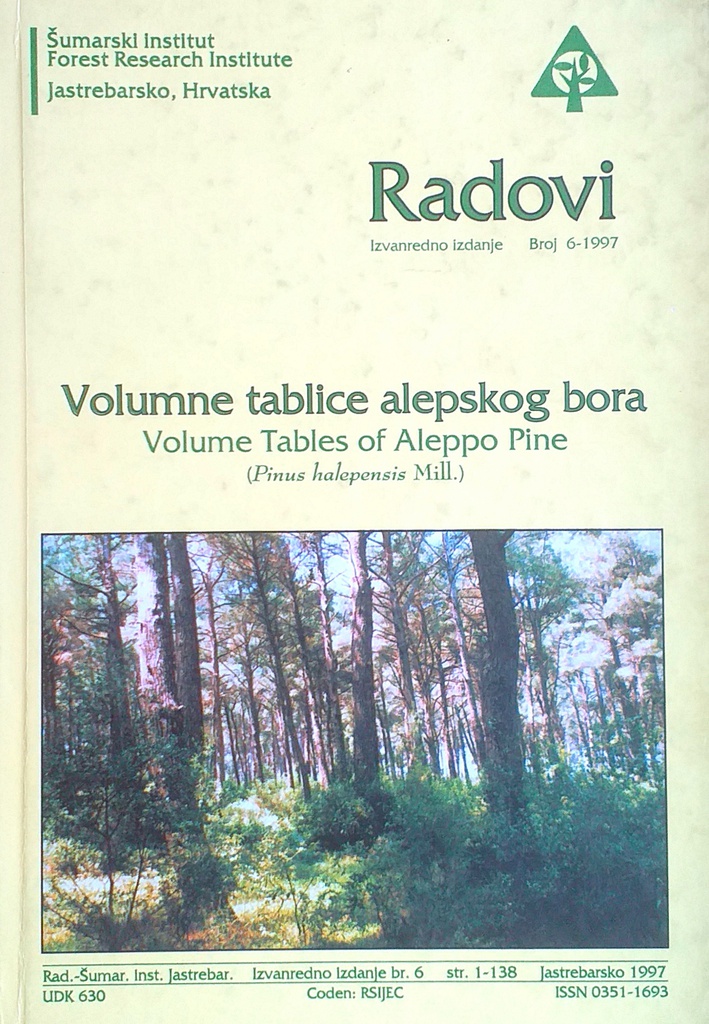 Šumarski institut
Forest Research Institute
Jastrebarsko, Hrvatska
Radovi
Izvanredno izdanje Broj 6-1997
Volumne tablice alepskog bora
Volume Tables of Aleppo Pine
(Pinus halepensis Mill.)
Rad.-Šumar. Inst. Jastrebar. Izvanredno Izdanje br. 6 str. 1-138 Jastrebarsko 1997
UDK 630 Coden: RSIJEC ISSN 0351-1693